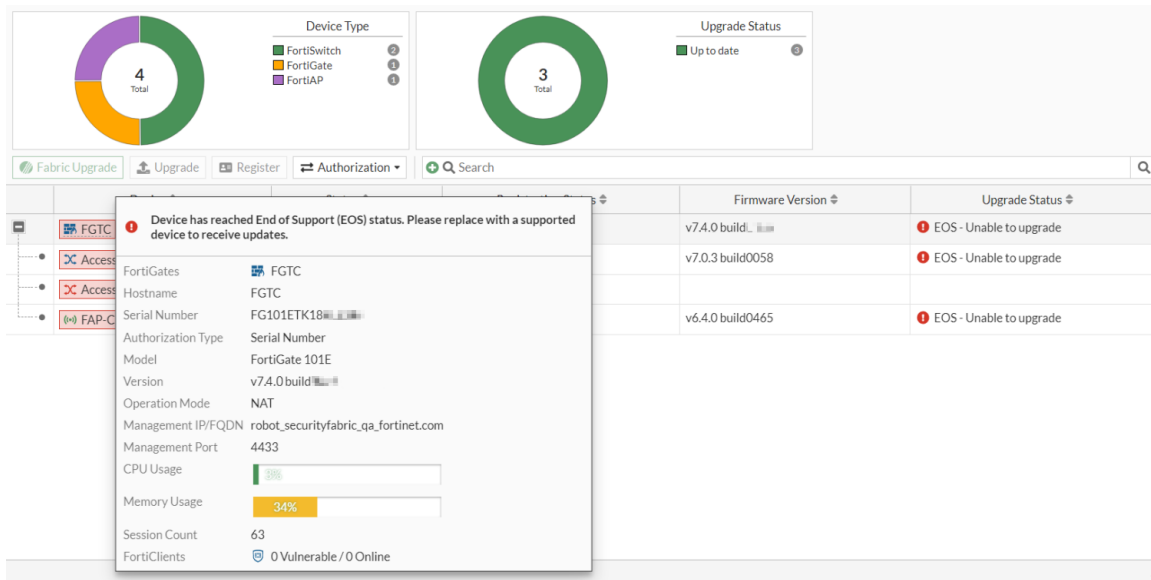 Device Type
FortiSwitch 2
FortiGate 1
FortiAP 1
4
Total
Upgrade Status
Up to date 3
3
Total
Fabric Upgrade Upgrade Register Authorization Search
Firmware Version Upgrade Status
FGTC v7.4.0 build EOS - Unable to upgrade
Access v7.0.3 build0058 EOS - Unable to upgrade
Access
FAP-C v6.4.0 build0465 EOS - Unable to upgrade
Device has reached End of Support (EOS) status. Please replace with a supported
device to receive updates.
FortiGates FGTC
Hostname FGTC
Serial Number FG101ETK18
Authorization Type Serial Number
Model FortiGate 101E
Version v7.4.0 build
Operation Mode NAT
Management IP/FQDN robot_securityfabric_qa_fortinet.com
Management Port 4433
CPU Usage
Memory Usage 34%
Session Count 63
FortiClients 0 Vulnerable / 0 Online